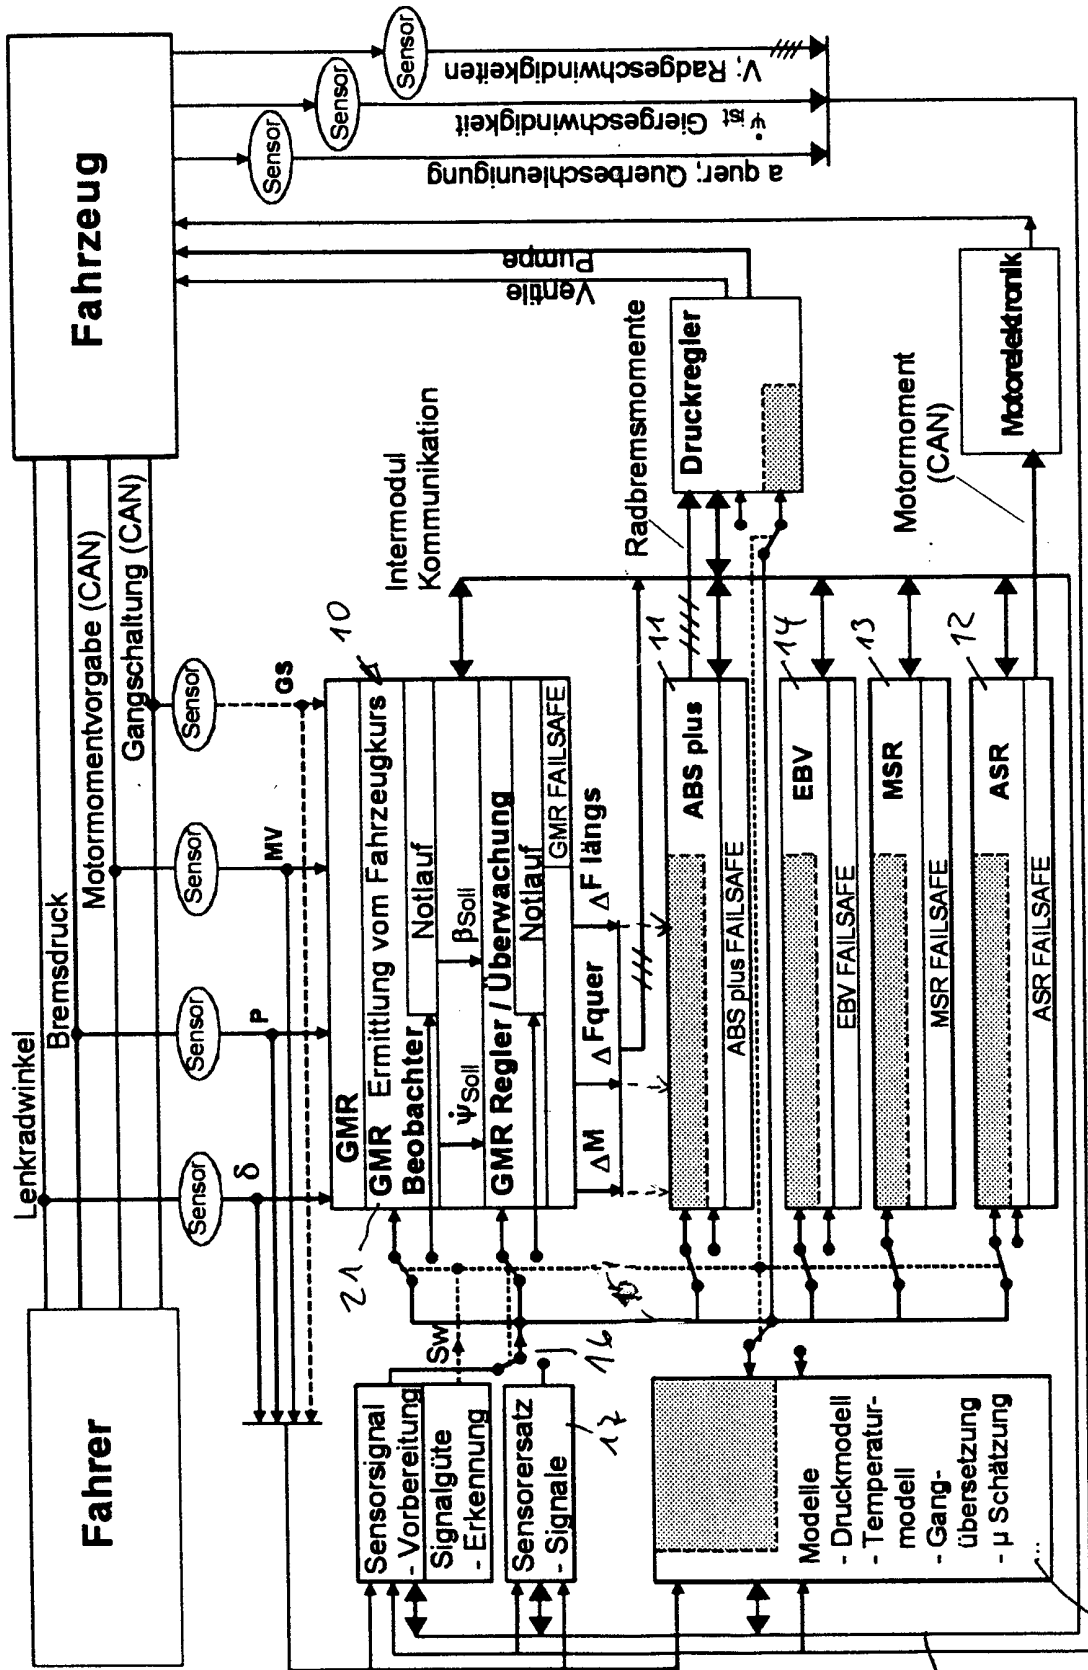 Fahrer
Fahrzeug
Lenkradwinkel
Bremsdruck
Motormomentvorgabe (CAN)
Gangschaltung (CAN)
Sensor
Sensor
Sensor
Sensor
δ
P
MV
GS
Sensor
Sensor
Sensor
a quer; Querbeschleunigung
Ψ̇ ist Giergeschwindigkeit
V; Radgeschwindigkeiten
Ventile
Pumpe
Sensorsignal
- Vorbereitung
Signalgüte
- Erkennung
Sw
16
Sensorersatz
- Signale
17
21
GMR
GMR Ermittlung vom Fahrzeugkurs
10
Beobachter
Notlauf
Ψ̇Soll
βSoll
GMR Regler / Überwachung
Notlauf
GMR FAILSAFE
ΔM
ΔFquer
ΔF längs
Intermodul
Kommunikation
Radbremsmomente
Druckregler
11
ABS plus
ABS plus FAILSAFE
14
EBV
EBV FAILSAFE
13
MSR
MSR FAILSAFE
12
ASR
ASR FAILSAFE
Motormoment
(CAN)
Motorelektronik
Modelle
- Druckmodell
- Temperatur-
modell
- Gang-
übersetzung
- µ Schätzung
..